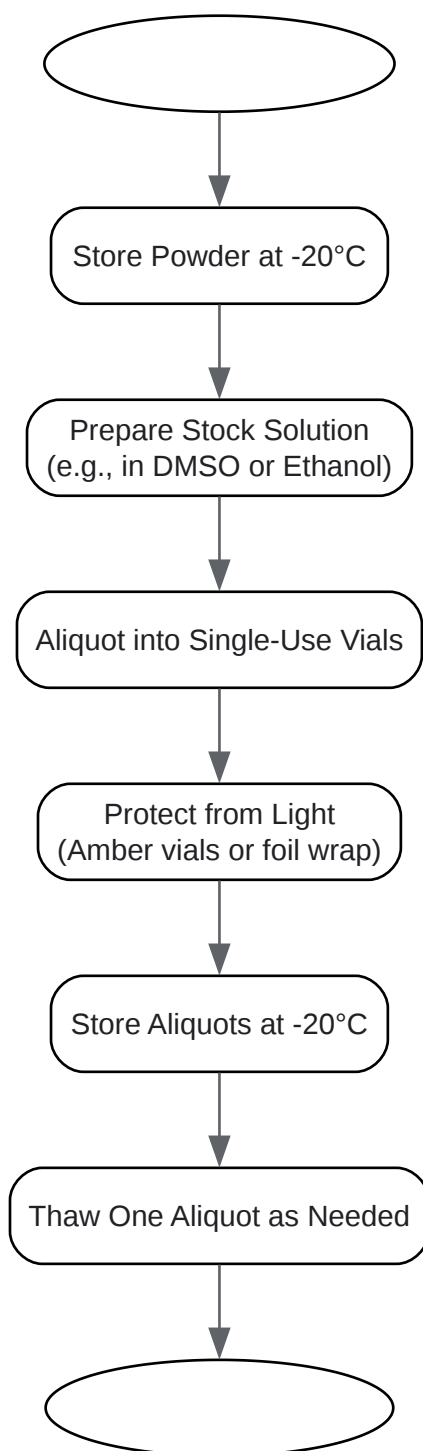 Store Powder at -20°C
Prepare Stock Solution
(e.g., in DMSO or Ethanol)
Aliquot into Single-Use Vials
Protect from Light
(Amber vials or foil wrap)
Store Aliquots at -20°C
Thaw One Aliquot as Needed